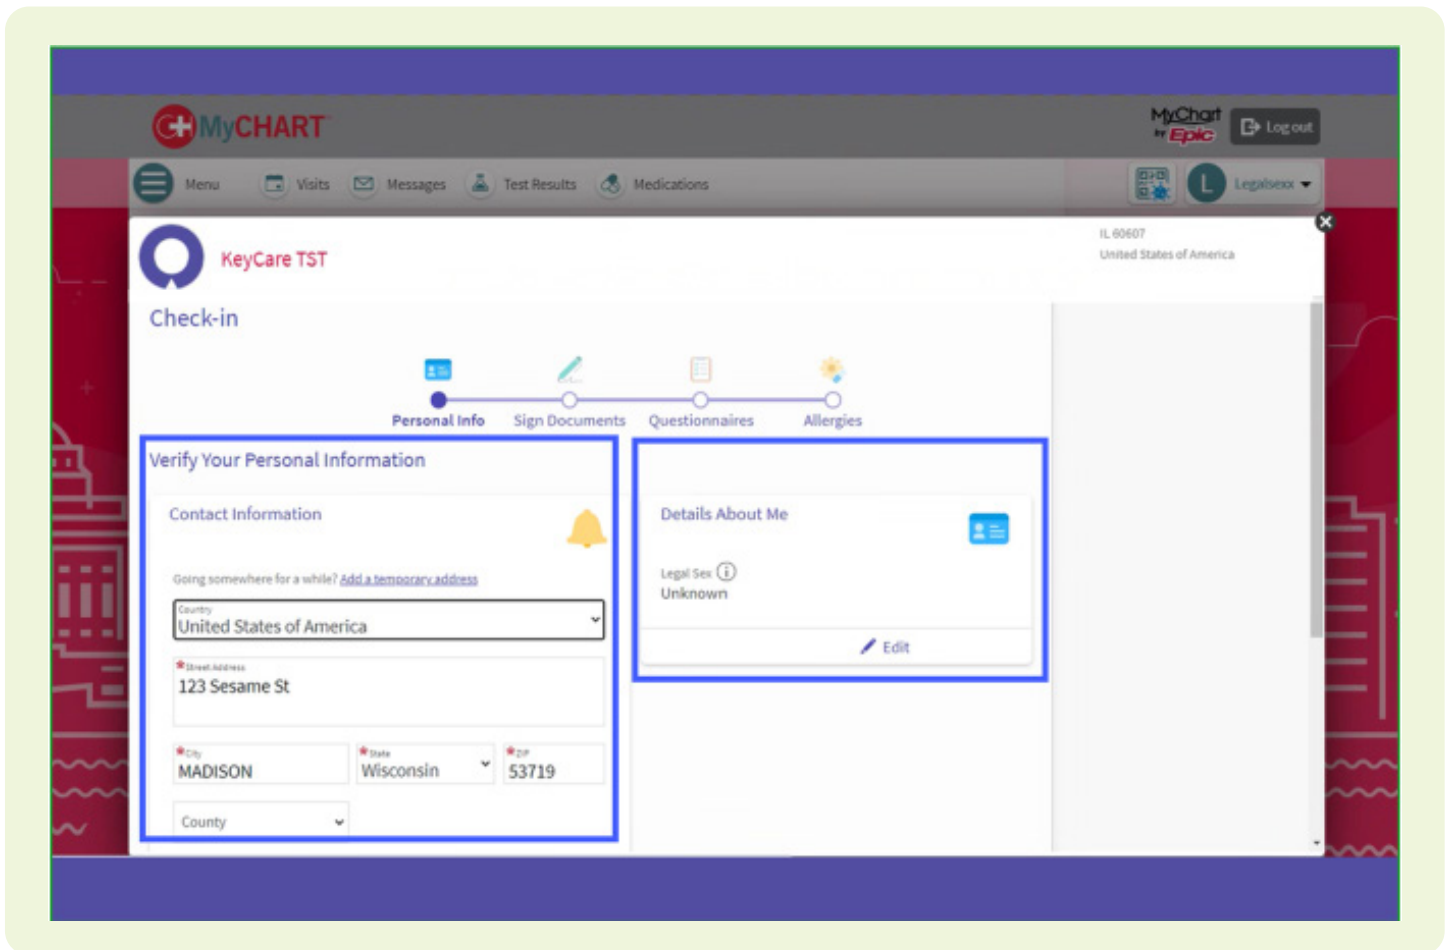 MyCHART
MyChart
by Epic
Log out
Menu
Visits
Messages
Test Results
Medications
L
Legalsexx
KeyCare TST
IL 60607
United States of America
Check-in
Personal Info
Sign Documents
Questionnaires
Allergies
Verify Your Personal Information
Contact Information
Going somewhere for a while? Add a temporary address
Country
United States of America
*Street Address
123 Sesame St
*City
MADISON
*State
Wisconsin
*ZIP
53719
County
Details About Me
Legal Sex
Unknown
Edit